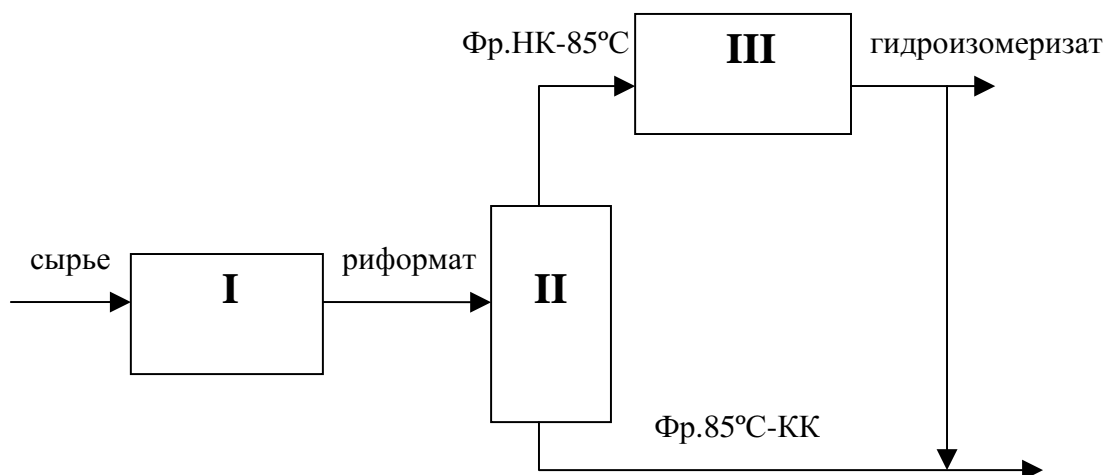 Фр.НК-85ºС
III
гидроизомеризат
сырье
I
риформат
II
Фр.85ºС-КК